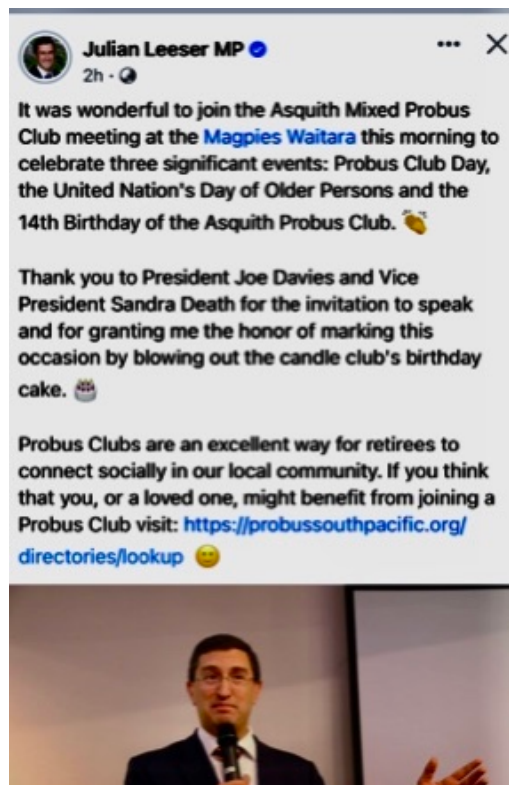 Julian Leeser MP
2h ·
It was wonderful to join the Asquith Mixed Probus
Club meeting at the Magpies Waitara this morning to
celebrate three significant events: Probus Club Day,
the United Nation's Day of Older Persons and the
14th Birthday of the Asquith Probus Club. 👏
Thank you to President Joe Davies and Vice
President Sandra Death for the invitation to speak
and for granting me the honor of marking this
occasion by blowing out the candle club's birthday
cake. 🎂
Probus Clubs are an excellent way for retirees to
connect socially in our local community. If you think
that you, or a loved one, might benefit from joining a
Probus Club visit: https://probussouthpacific.org/
directories/lookup 🙂